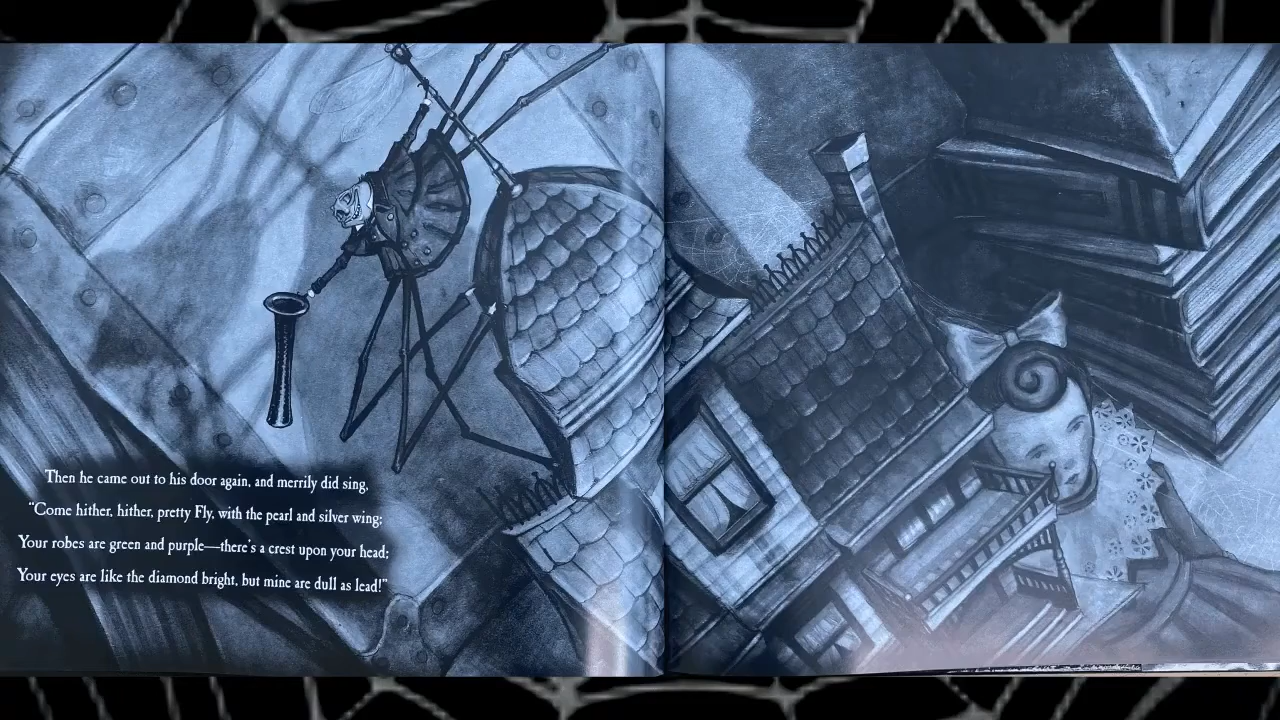 Then he came out to his door again, and merrily did sing,
“Come hither, hither, pretty Fly, with the pearl and silver wing;
Your robes are green and purple—there’s a crest upon your head;
Your eyes are like the diamond bright, but mine are dull as lead!”